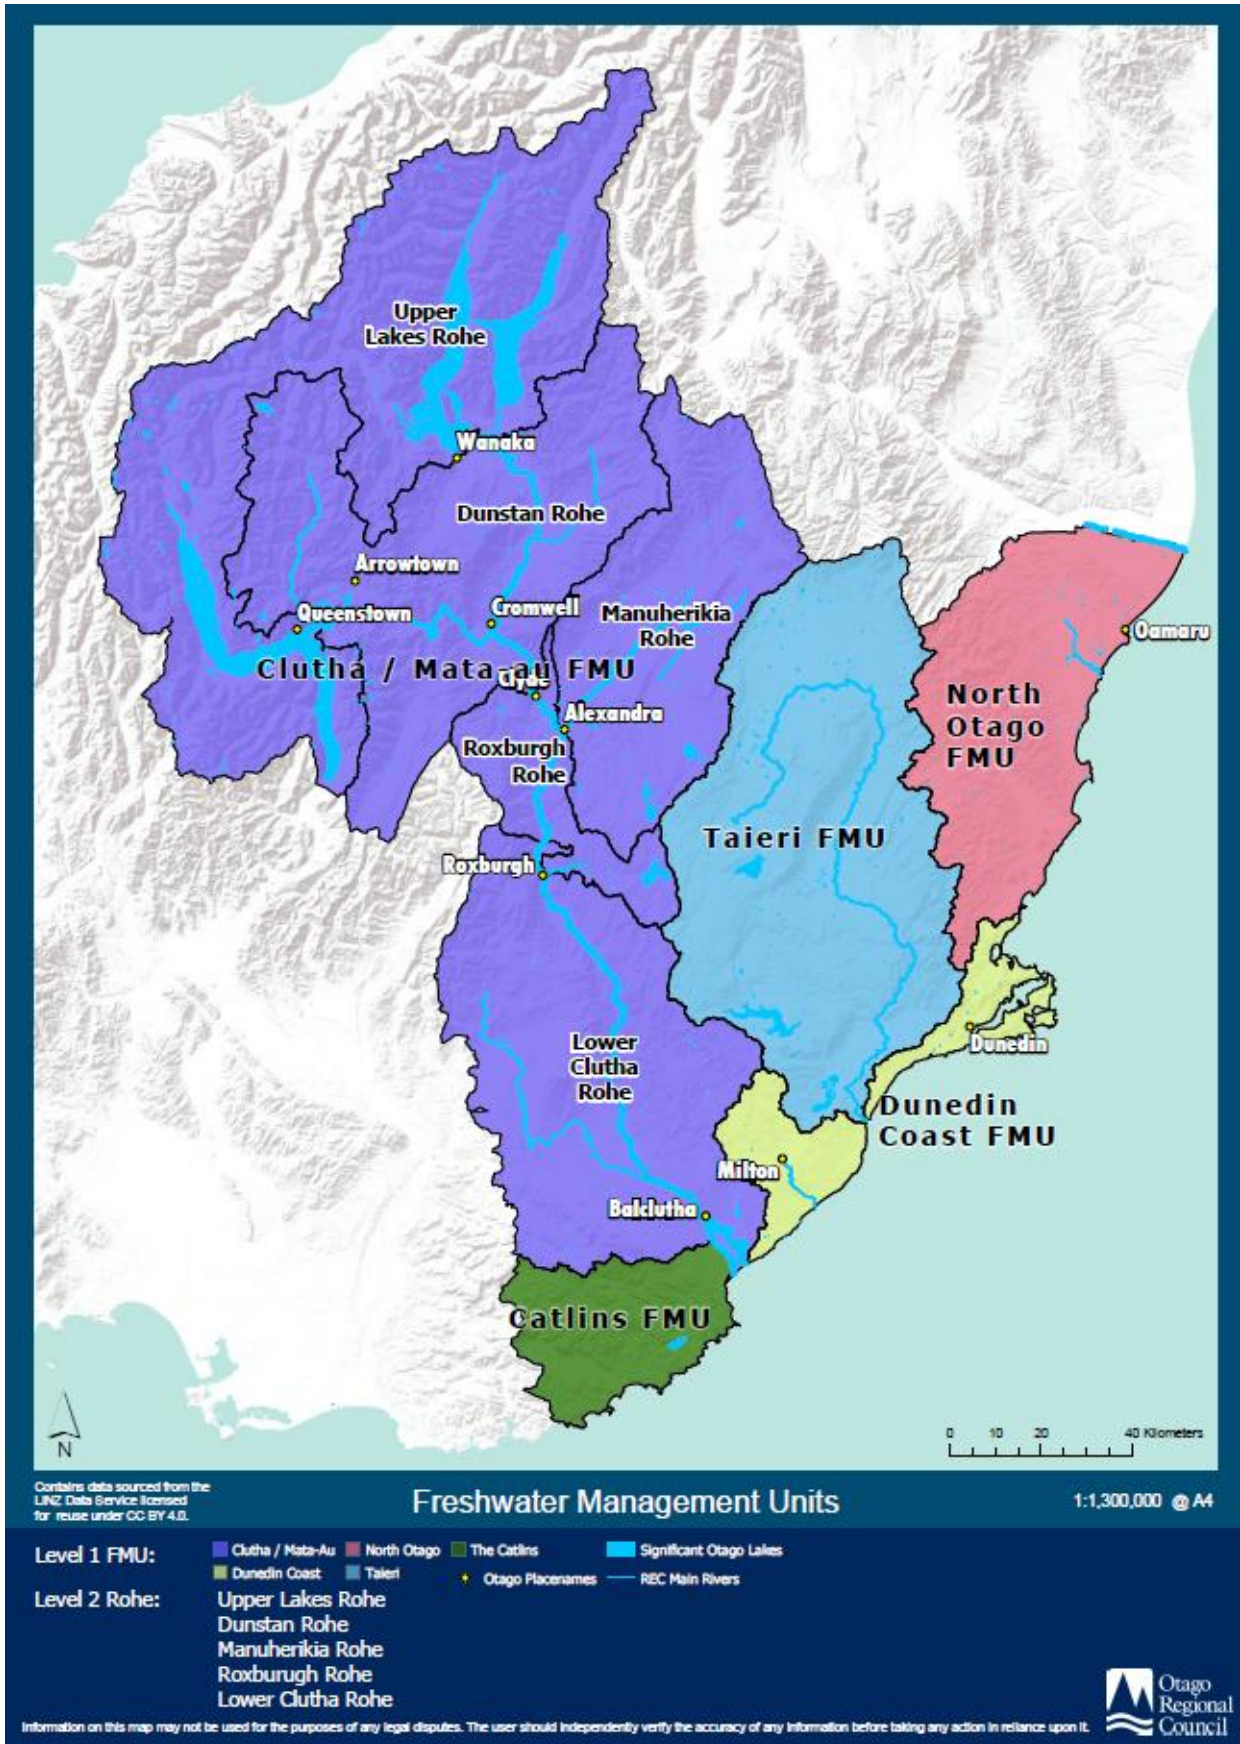 Upper
Lakes Rohe
Wanaka
Dunstan Rohe
Arrowtown
Queenstown
Cromwell
Manuherikia
Rohe
Oamaru
Clutha / Mata-au FMU
Clyde
North
Otago
FMU
Alexandra
Roxburgh
Rohe
Taieri FMU
Roxburgh
Lower
Clutha
Rohe
Dunedin
Dunedin
Coast FMU
Milton
Balclutha
Catlins FMU
N
0 10 20 40 Kilometers
Contains data sourced from the
LINZ Data Service licensed
for reuse under CC BY 4.0.
Freshwater Management Units
1:1,300,000 @ A4
Level 1 FMU:
Clutha / Mata-Au North Otago The Catlins Significant Otago Lakes
Dunedin Coast Taieri Otago Placenames REC Main Rivers
Level 2 Rohe:
Upper Lakes Rohe
Dunstan Rohe
Manuherikia Rohe
Roxburugh Rohe
Lower Clutha Rohe
Otago
Regional
Council
Information on this map may not be used for the purposes of any legal disputes. The user should independently verify the accuracy of any information before taking any action in reliance upon it.